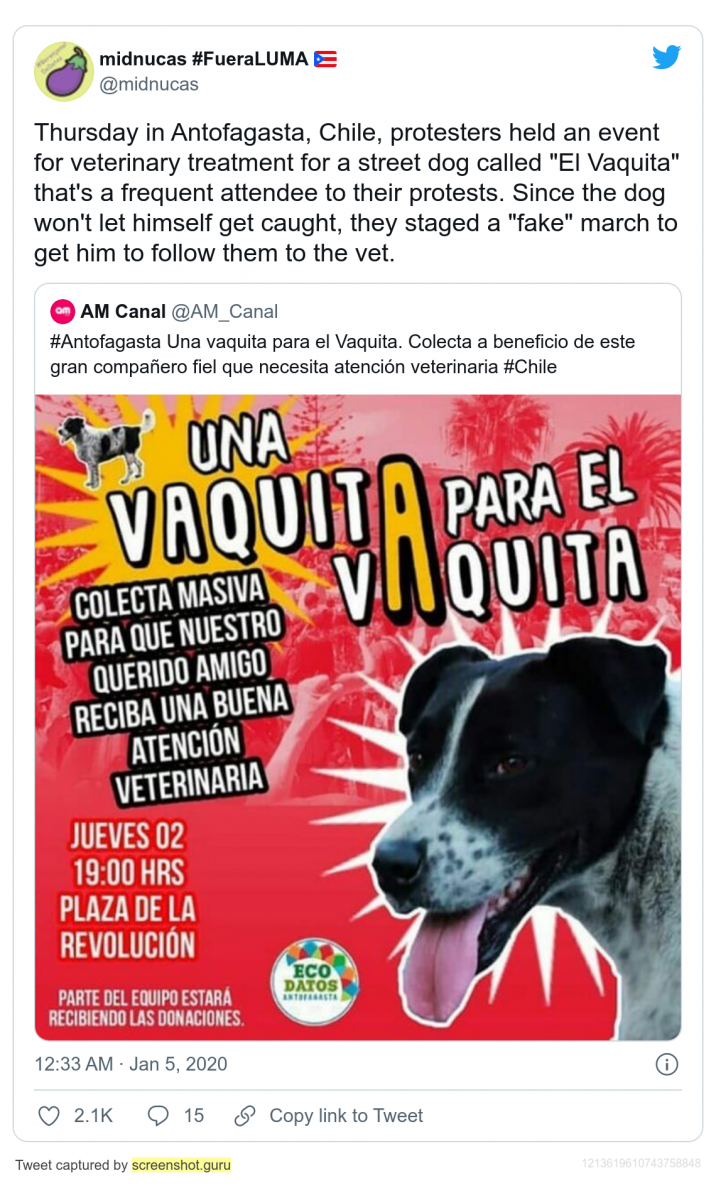 midnucas #FueraLUMA 🇵🇷
@midnucas
Thursday in Antofagasta, Chile, protesters held an event
for veterinary treatment for a street dog called "El Vaquita"
that's a frequent attendee to their protests. Since the dog
won't let himself get caught, they staged a "fake" march to
get him to follow them to the vet.
am AM Canal @AM_Canal
#Antofagasta Una vaquita para el Vaquita. Colecta a beneficio de este
gran compañero fiel que necesita atención veterinaria #Chile
UNA
VAQUITA PARA EL
VAQUITA
COLECTA MASIVA
PARA QUE NUESTRO
QUERIDO AMIGO
RECIBA UNA BUENA
ATENCIÓN
VETERINARIA
JUEVES 02
19:00 HRS
PLAZA DE LA
REVOLUCIÓN
ECO
DATOS
ANTOFAGASTA
PARTE DEL EQUIPO ESTARÁ
RECIBIENDO LAS DONACIONES.
12:33 AM · Jan 5, 2020
2.1K 15 Copy link to Tweet
Tweet captured by screenshot.guru
1213619610743758848